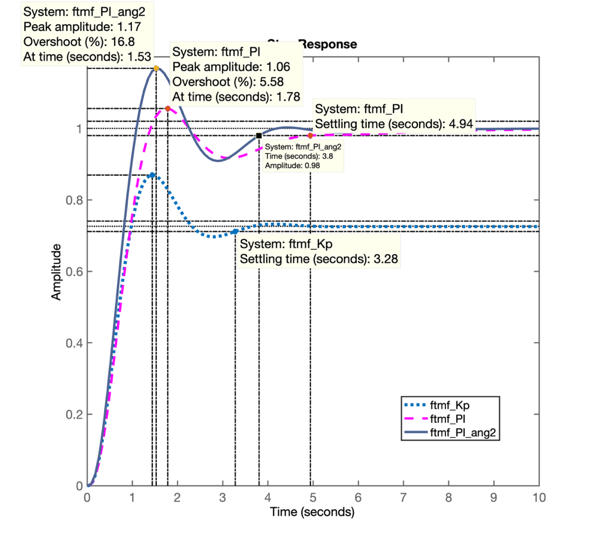 System: ftmf_PI_ang2
Peak amplitude: 1.17
Overshoot (%): 16.8
At time (seconds): 1.53
Response
System: ftmf_PI
Peak amplitude: 1.06
Overshoot (%): 5.58
At time (seconds): 1.78
System: ftmf_PI
Settling time (seconds): 4.94
System: ftmf_PI_ang2
Time (seconds): 3.8
Amplitude: 0.98
System: ftmf_Kp
Settling time (seconds): 3.28
Amplitude
1
0.8
0.6
0.4
0.2
0
ftmf_Kp
ftmf_PI
ftmf_PI_ang2
0 1 2 3 4 5 6 7 8 9 10
Time (seconds)